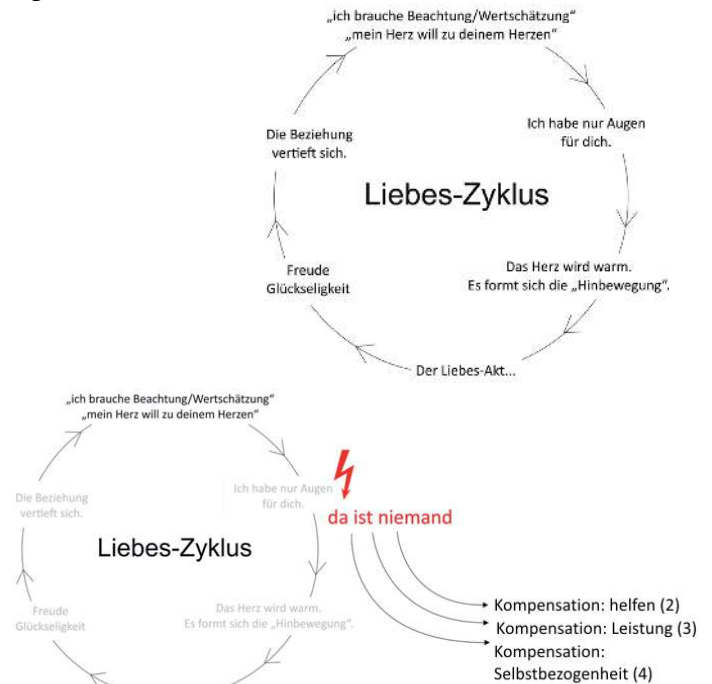 „ich brauche Beachtung/Wertschätzung“
„mein Herz will zu deinem Herzen“
Ich habe nur Augen
für dich.
Die Beziehung
vertieft sich.
Liebes-Zyklus
Das Herz wird warm.
Es formt sich die „Hinbewegung“.
Freude
Glückseligkeit
Der Liebes-Akt...
„ich brauche Beachtung/Wertschätzung“
„mein Herz will zu deinem Herzen“
Ich habe nur Augen
für dich.
Die Beziehung
vertieft sich.
da ist niemand
Liebes-Zyklus
Das Herz wird warm.
Es formt sich die „Hinbewegung“.
Freude
Glückseligkeit
Kompensation: helfen (2)
Kompensation: Leistung (3)
Kompensation:
Selbstbezogenheit (4)